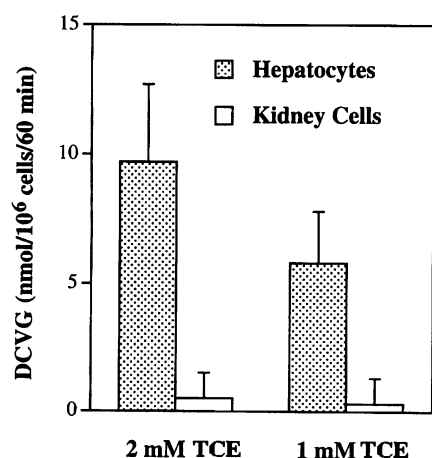 15
Hepatocytes
Kidney Cells
10
5
0
DCVG (nmol/10⁶ cells/60 min)
2 mM TCE
1 mM TCE